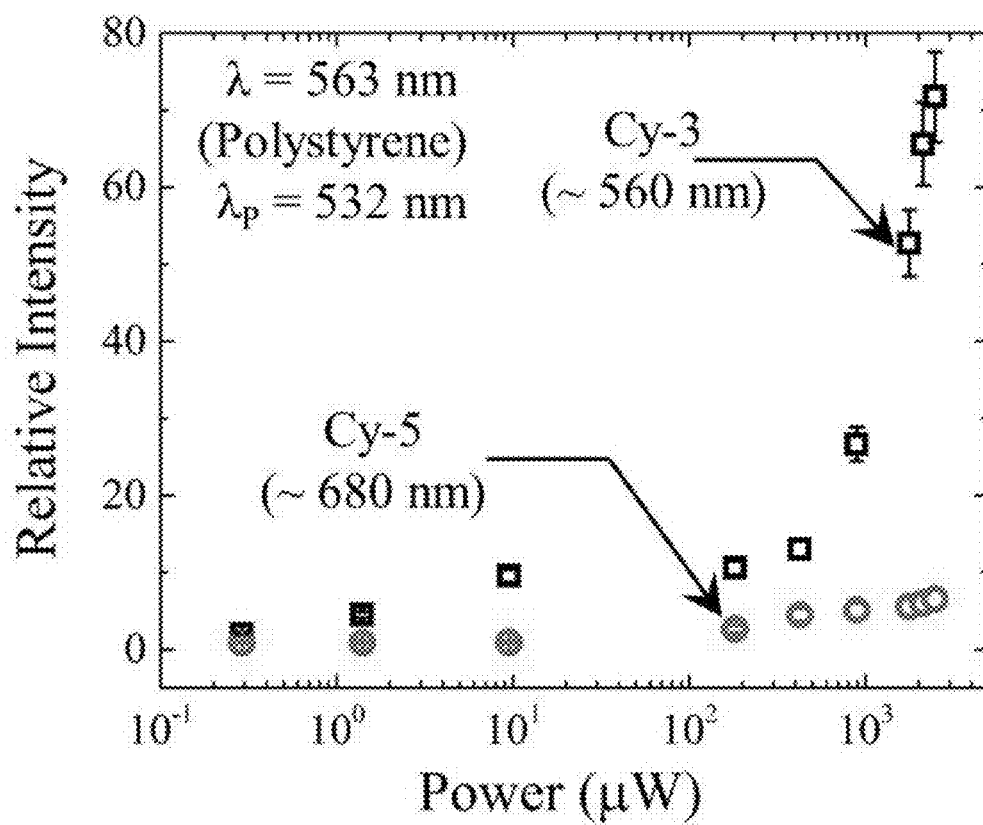 80
60
40
20
0
Relative Intensity
λ = 563 nm
(Polystyrene)
λP = 532 nm
Cy-3
(~ 560 nm)
Cy-5
(~ 680 nm)
10⁻¹ 10⁰ 10¹ 10² 10³
Power (μW)